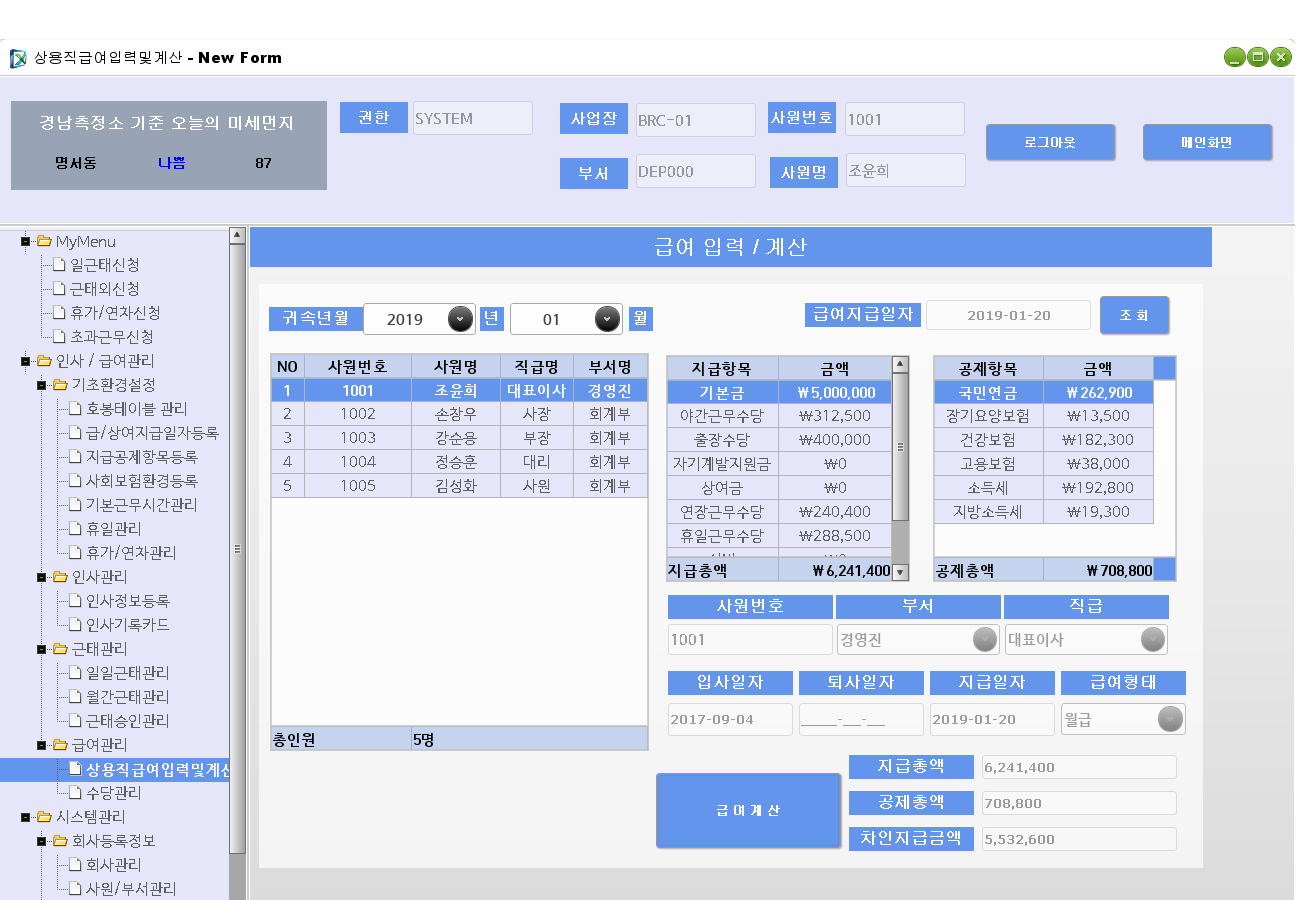 상용직급여입력및계산 - New Form
경남측정소 기준 오늘의 미세먼지
명서동 나쁨 87
권한 SYSTEM 사업장 BRC-01 사원번호 1001
부서 DEP000 사원명 조윤희
로그아웃 메인화면
MyMenu
일근태신청
근태외신청
휴가/연차신청
초과근무신청
인사 / 급여관리
기초환경설정
호봉테이블 관리
급/상여지급일자등록
지급공제항목등록
사회보험환경등록
기본근무시간관리
휴일관리
휴가/연차관리
인사관리
인사정보등록
인사기록카드
근태관리
일일근태관리
월간근태관리
근태승인관리
급여관리
상용직급여입력및계산
수당관리
시스템관리
회사등록정보
회사관리
사원/부서관리
급여 입력 / 계산
귀속년월 2019 년 01 월
급여지급일자 2019-01-20 조 회
NO 사원번호 사원명 직급명 부서명
1 1001 조윤희 대표이사 경영진
2 1002 손창우 사장 회계부
3 1003 강순용 부장 회계부
4 1004 정승훈 대리 회계부
5 1005 김성화 사원 회계부
총인원 5명
지급항목 금액
기본금 ₩5,000,000
야간근무수당 ₩312,500
출장수당 ₩400,000
자기계발지원금 ₩0
상여금 ₩0
연장근무수당 ₩240,400
휴일근무수당 ₩288,500
지급총액 ₩6,241,400
공제항목 금액
국민연금 ₩262,900
장기요양보험 ₩13,500
건강보험 ₩182,300
고용보험 ₩38,000
소득세 ₩192,800
지방소득세 ₩19,300
공제총액 ₩708,800
사원번호 부서 직급
1001 경영진 대표이사
입사일자 퇴사일자 지급일자 급여형태
2017-09-04 ____-__-__ 2019-01-20 월급
급 여 계 산
지급총액 6,241,400
공제총액 708,800
차인지급금액 5,532,600